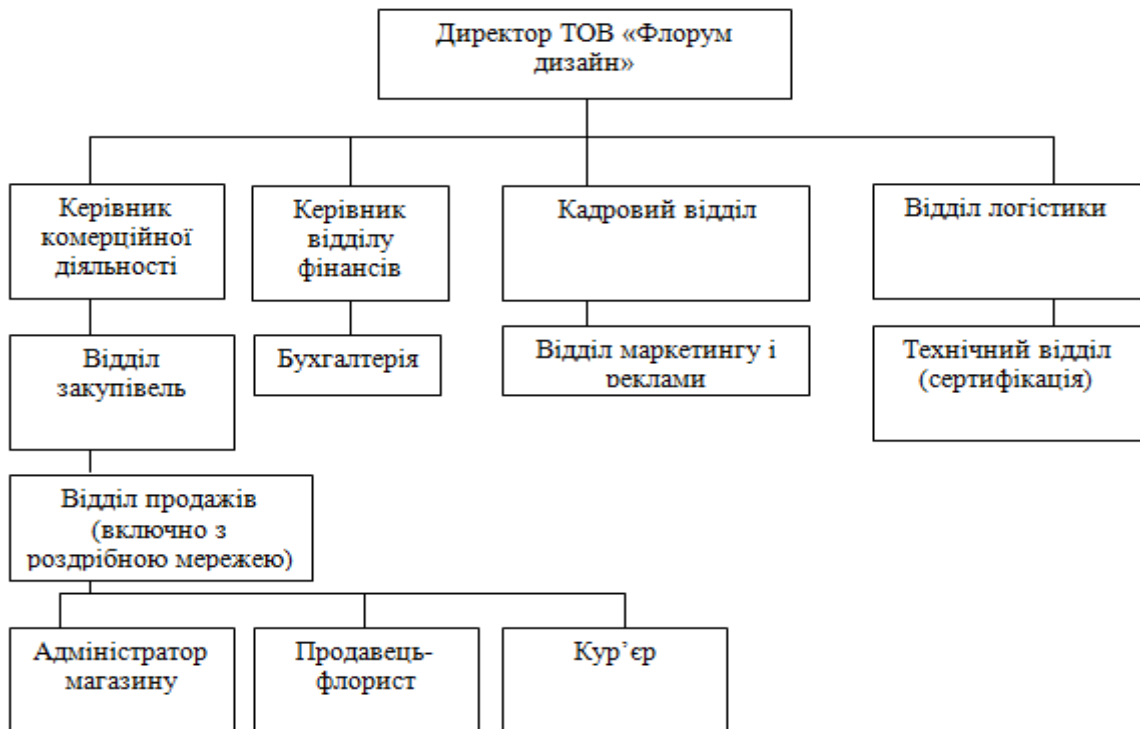 Директор ТОВ «Флорум
дизайн»
Керівник
комерційної
діяльності
Керівник
відділу
фінансів
Кадровий відділ
Відділ логістики
Відділ
закупівель
Бухгалтерія
Відділ маркетингу і
реклами
Технічний відділ
(сертифікація)
Відділ продажів
(включно з
роздрібною мережею)
Адміністратор
магазину
Продавець-
флорист
Кур’єр